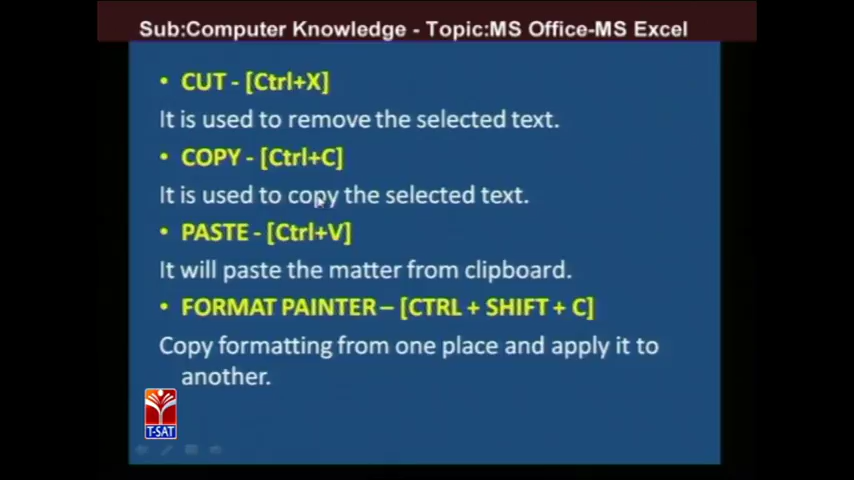 Sub:Computer Knowledge - Topic:MS Office-MS Excel
• CUT - [Ctrl+X]
It is used to remove the selected text.
• COPY - [Ctrl+C]
It is used to copy the selected text.
• PASTE - [Ctrl+V]
It will paste the matter from clipboard.
• FORMAT PAINTER – [CTRL + SHIFT + C]
Copy formatting from one place and apply it to
another.
T-SAT